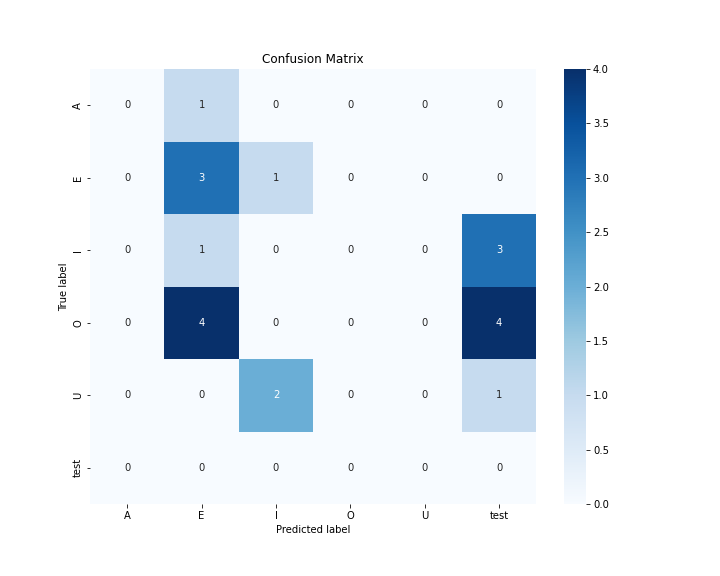 Confusion Matrix
A 0 1 0 0 0 0
E 0 3 1 0 0 0
I 0 1 0 0 0 3
O 0 4 0 0 0 4
U 0 0 2 0 0 1
test 0 0 0 0 0 0
A E I O U test
True label
Predicted label
4.0
3.5
3.0
2.5
2.0
1.5
1.0
0.5
0.0